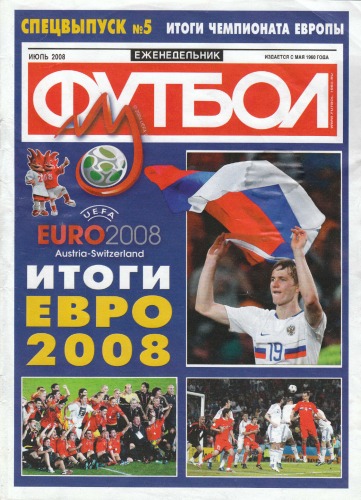 СПЕЦВЫПУСК №5 ИТОГИ ЧЕМПИОНАТА ЕВРОПЫ
ИЮЛЬ 2008 ЕЖЕНЕДЕЛЬНИК ИЗДАЕТСЯ С МАЯ 1960 ГОДА
ФУТБОЛ
UEFA
EURO2008
Austria-Switzerland
ИТОГИ
ЕВРО
2008
19